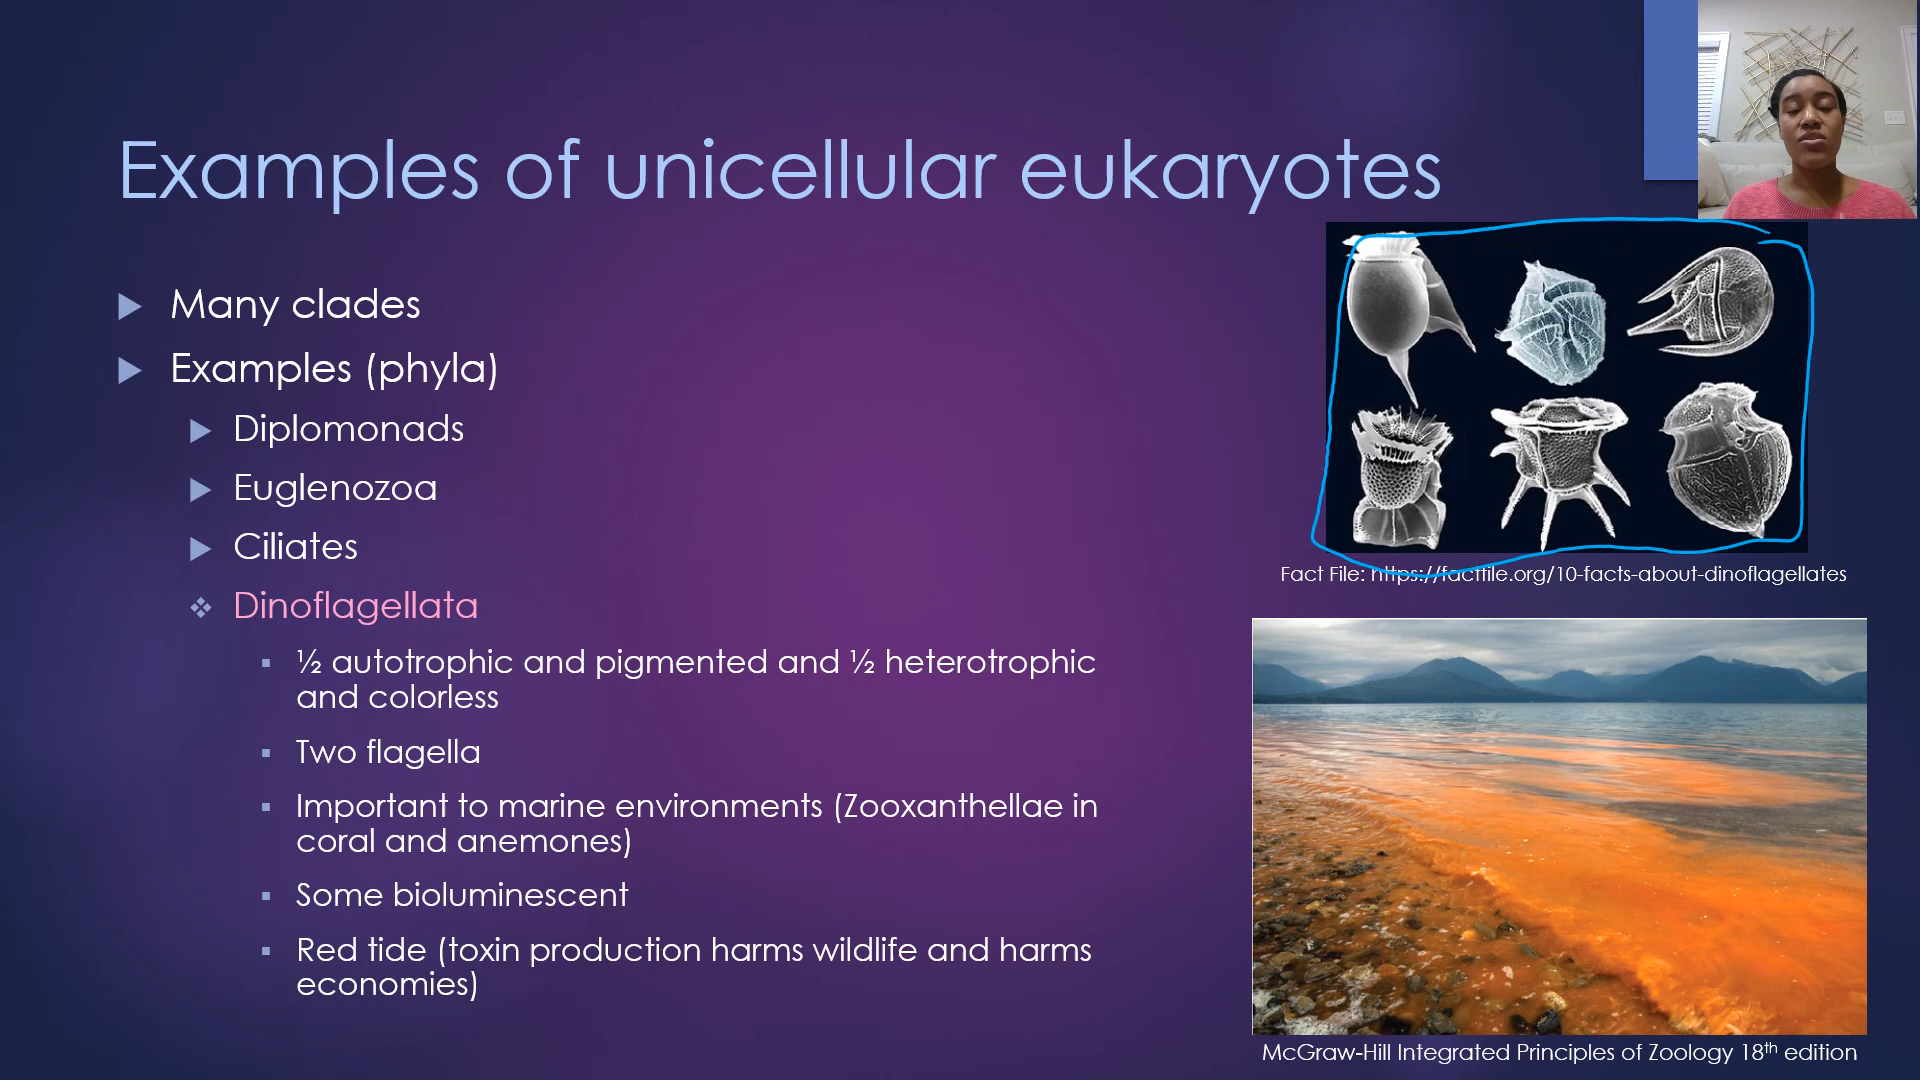 Examples of unicellular eukaryotes
Many clades
Examples (phyla)
Diplomonads
Euglenozoa
Ciliates
Dinoflagellata
½ autotrophic and pigmented and ½ heterotrophic
and colorless
Two flagella
Important to marine environments (Zooxanthellae in
coral and anemones)
Some bioluminescent
Red tide (toxin production harms wildlife and harms
economies)
Fact File: https://factfile.org/10-facts-about-dinoflagellates
McGraw-Hill Integrated Principles of Zoology 18th edition